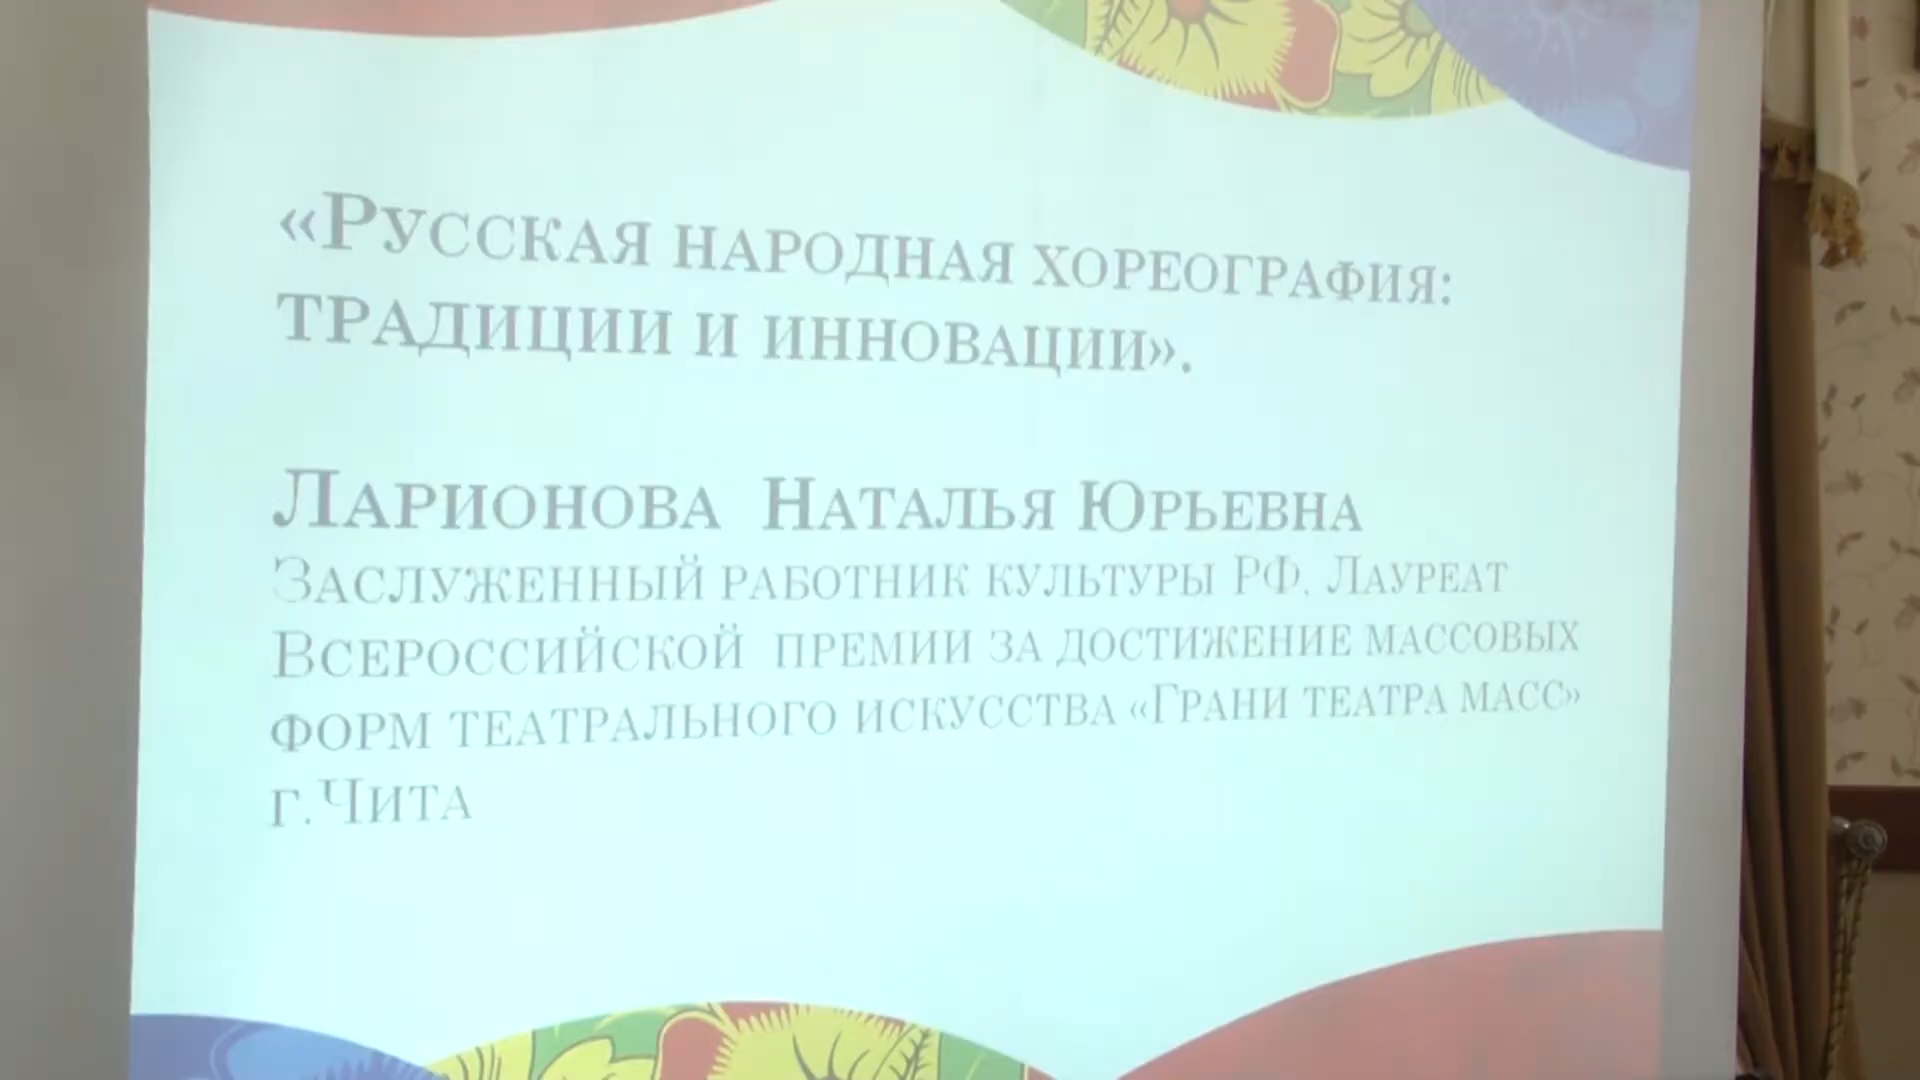 «Русская народная хореография:
традиции и инновации».
Ларионова Наталья Юрьевна
Заслуженный работник культуры РФ. Лауреат
Всероссийской премии за достижение массовых
форм театрального искусства «Грани театра масс»
г.Чита